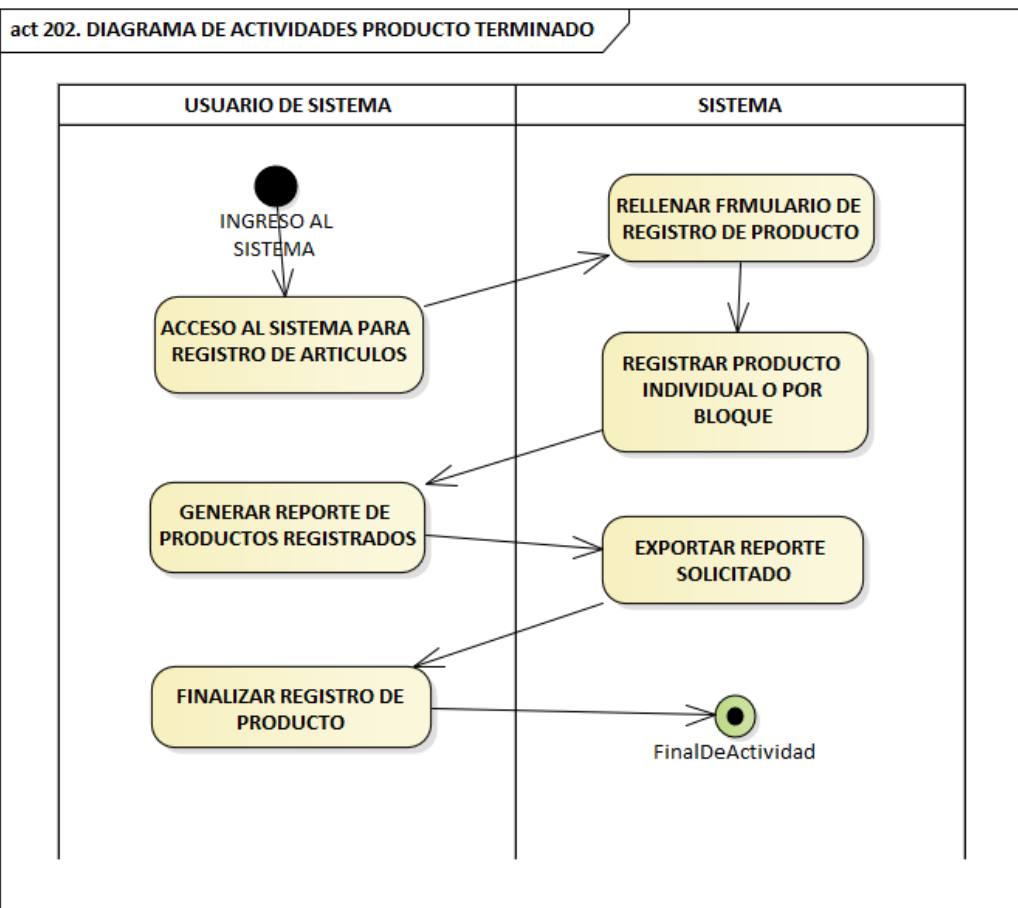 act 202. DIAGRAMA DE ACTIVIDADES PRODUCTO TERMINADO
USUARIO DE SISTEMA
SISTEMA
INGRESO AL
SISTEMA
RELLENAR FRMULARIO DE
REGISTRO DE PRODUCTO
ACCESO AL SISTEMA PARA
REGISTRO DE ARTICULOS
REGISTRAR PRODUCTO
INDIVIDUAL O POR
BLOQUE
GENERAR REPORTE DE
PRODUCTOS REGISTRADOS
EXPORTAR REPORTE
SOLICITADO
FINALIZAR REGISTRO DE
PRODUCTO
FinalDeActividad